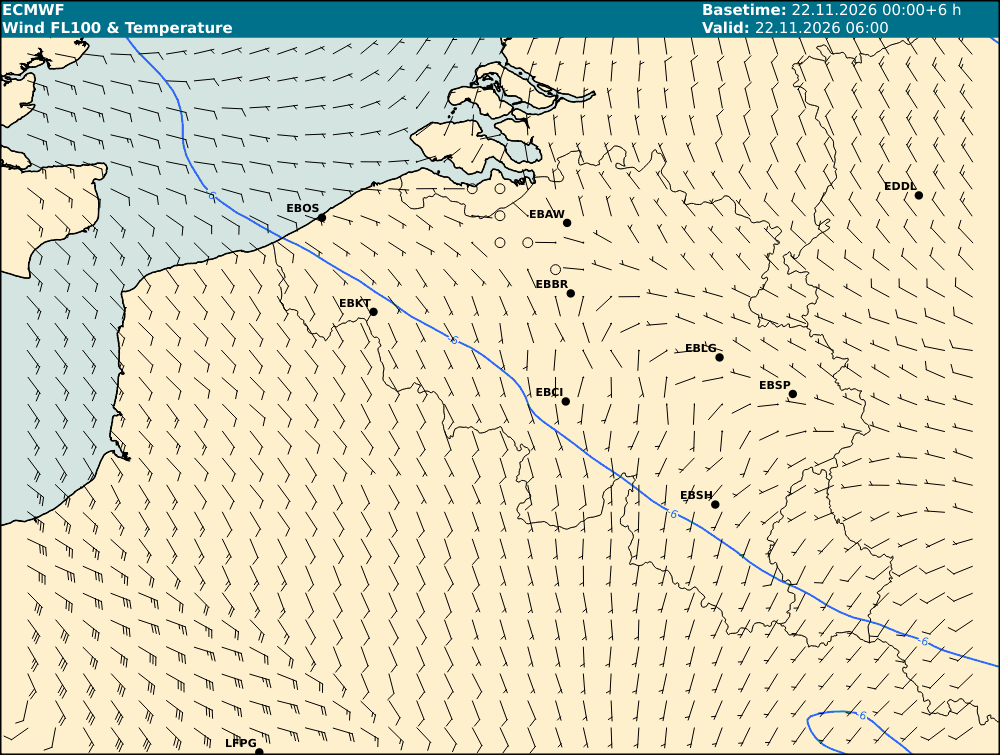 ECMWF
Wind FL100 & Temperature
Basetime: 22.11.2026 00:00+6 h
Valid: 22.11.2026 06:00
EDDL
-6
EBOS
EBAW
EBBR
EBKT
-6
EBLG
EBSP
EBCI
EBSH
-6
-6
-6
LFPG